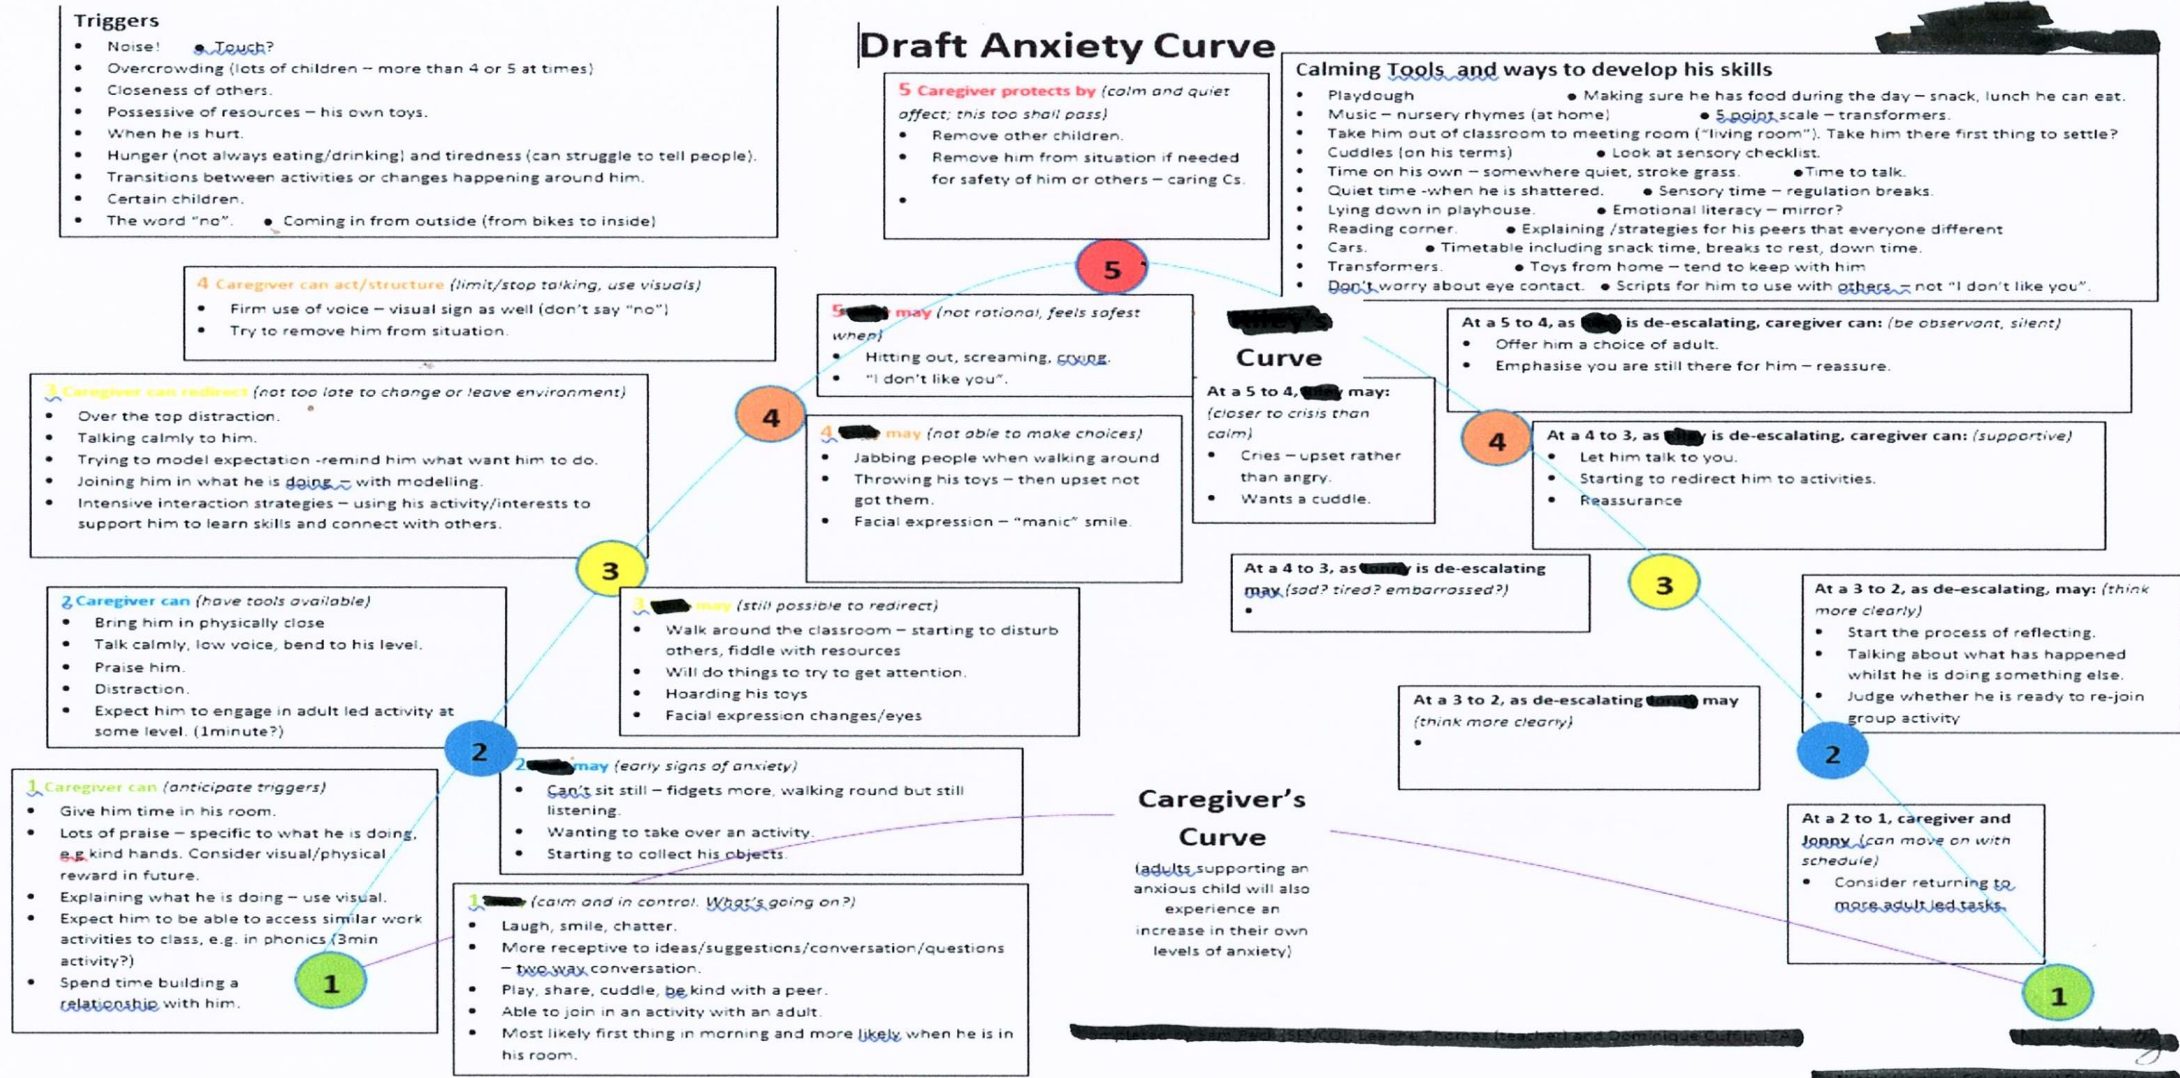 Triggers
• Noise! • Touch?
• Overcrowding (lots of children – more than 4 or 5 at times)
• Closeness of others.
• Possessive of resources – his own toys.
• When he is hurt.
• Hunger (not always eating/drinking) and tiredness (can struggle to tell people).
• Transitions between activities or changes happening around him.
• Certain children.
• The word “no”. • Coming in from outside (from bikes to inside)
Draft Anxiety Curve
5 Caregiver protects by (calm and quiet
affect; this too shall pass)
• Remove other children.
• Remove him from situation if needed
for safety of him or others – caring Cs.
•
Calming Tools and ways to develop his skills
• Playdough • Making sure he has food during the day – snack, lunch he can eat.
• Music – nursery rhymes (at home) • 5 point scale – transformers.
• Take him out of classroom to meeting room (“living room”). Take him there first thing to settle?
• Cuddles (on his terms) • Look at sensory checklist.
• Time on his own – somewhere quiet, stroke grass. •Time to talk.
• Quiet time -when he is shattered. • Sensory time – regulation breaks.
• Lying down in playhouse. • Emotional literacy – mirror?
• Reading corner. • Explaining /strategies for his peers that everyone different
• Cars. • Timetable including snack time, breaks to rest, down time.
• Transformers. • Toys from home – tend to keep with him
• Don’t worry about eye contact. • Scripts for him to use with others – not “I don’t like you”.
4 Caregiver can act/structure (limit/stop talking, use visuals)
• Firm use of voice – visual sign as well (don’t say “no”)
• Try to remove him from situation.
5
5 may (not rational, feels safest
when)
• Hitting out, screaming, crying.
• “I don’t like you”.
Curve
At a 5 to 4, may:
(closer to crisis than
calm)
• Cries – upset rather
than angry.
• Wants a cuddle.
At a 5 to 4, as is de-escalating, caregiver can: (be observant, silent)
• Offer him a choice of adult.
• Emphasise you are still there for him – reassure.
3 Caregiver can redirect (not too late to change or leave environment)
• Over the top distraction.
• Talking calmly to him.
• Trying to model expectation -remind him what want him to do.
• Joining him in what he is doing – with modelling.
• Intensive interaction strategies – using his activity/interests to
support him to learn skills and connect with others.
4
4 may (not able to make choices)
• Jabbing people when walking around
• Throwing his toys – then upset not
got them.
• Facial expression – “manic” smile.
4
At a 4 to 3, as is de-escalating, caregiver can: (supportive)
• Let him talk to you.
• Starting to redirect him to activities.
• Reassurance
3
At a 4 to 3, as is de-escalating
may (sad? tired? embarrassed?)
•
3
2 Caregiver can (have tools available)
• Bring him in physically close
• Talk calmly, low voice, bend to his level.
• Praise him.
• Distraction.
• Expect him to engage in adult led activity at
some level. (1minute?)
3 may (still possible to redirect)
• Walk around the classroom – starting to disturb
others, fiddle with resources
• Will do things to try to get attention.
• Hoarding his toys
• Facial expression changes/eyes
At a 3 to 2, as de-escalating, may: (think
more clearly)
• Start the process of reflecting.
• Talking about what has happened
whilst he is doing something else.
• Judge whether he is ready to re-join
group activity
At a 3 to 2, as de-escalating may
(think more clearly)
•
2
2
2 may (early signs of anxiety)
• Can’t sit still – fidgets more, walking round but still
listening.
• Wanting to take over an activity.
• Starting to collect his objects.
1 Caregiver can (anticipate triggers)
• Give him time in his room.
• Lots of praise – specific to what he is doing,
e.g kind hands. Consider visual/physical
reward in future.
• Explaining what he is doing – use visual.
• Expect him to be able to access similar work
activities to class, e.g. in phonics (3min
activity?)
• Spend time building a
relationship with him.
1
1 (calm and in control. What’s going on?)
• Laugh, smile, chatter.
• More receptive to ideas/suggestions/conversation/questions
– two way conversation.
• Play, share, cuddle, be kind with a peer.
• Able to join in an activity with an adult.
• Most likely first thing in morning and more likely when he is in
his room.
Caregiver’s
Curve
(adults supporting an
anxious child will also
experience an
increase in their own
levels of anxiety)
At a 2 to 1, caregiver and
Jonny (can move on with
schedule)
• Consider returning to
more adult led tasks.
1